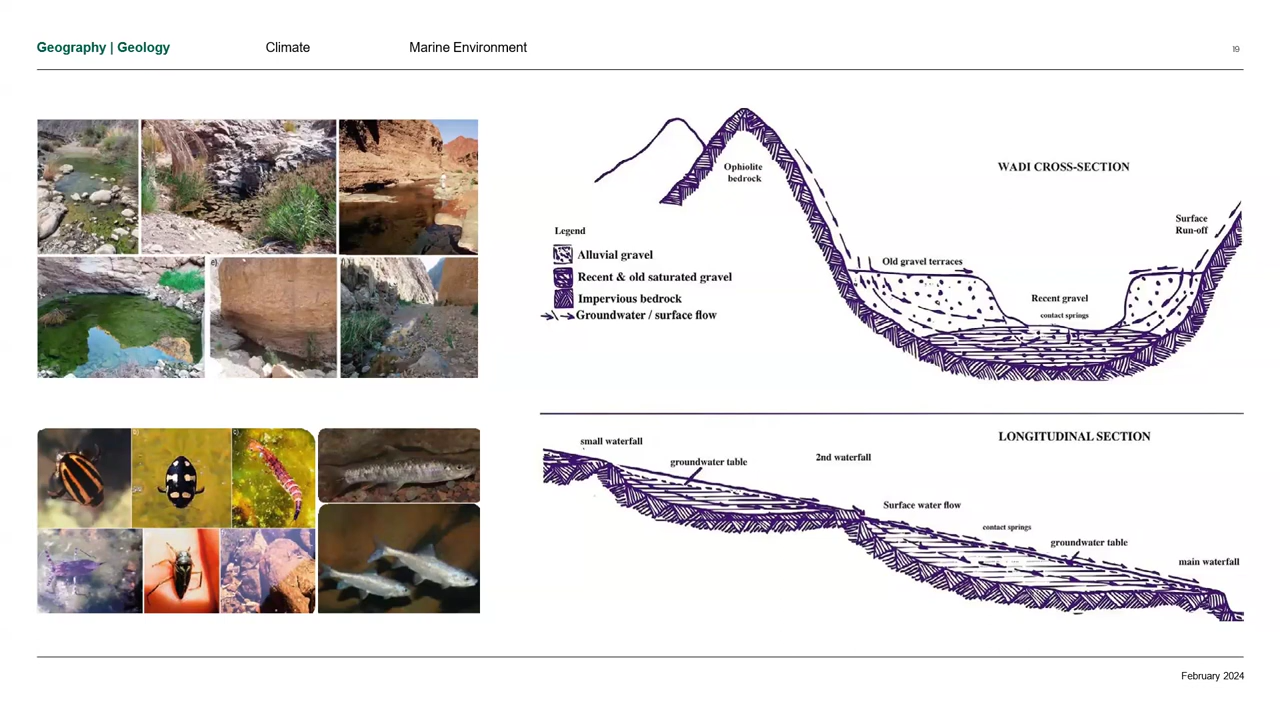 Geography | Geology
Climate
Marine Environment
19
Ophiolite
bedrock
WADI CROSS-SECTION
Surface
Run-off
Legend
Alluvial gravel
Recent & old saturated gravel
Impervious bedrock
Groundwater / surface flow
Old gravel terraces
Recent gravel
contact springs
e)
c)
small waterfall
groundwater table
2nd waterfall
LONGITUDINAL SECTION
Surface water flow
contact springs
groundwater table
main waterfall
February 2024